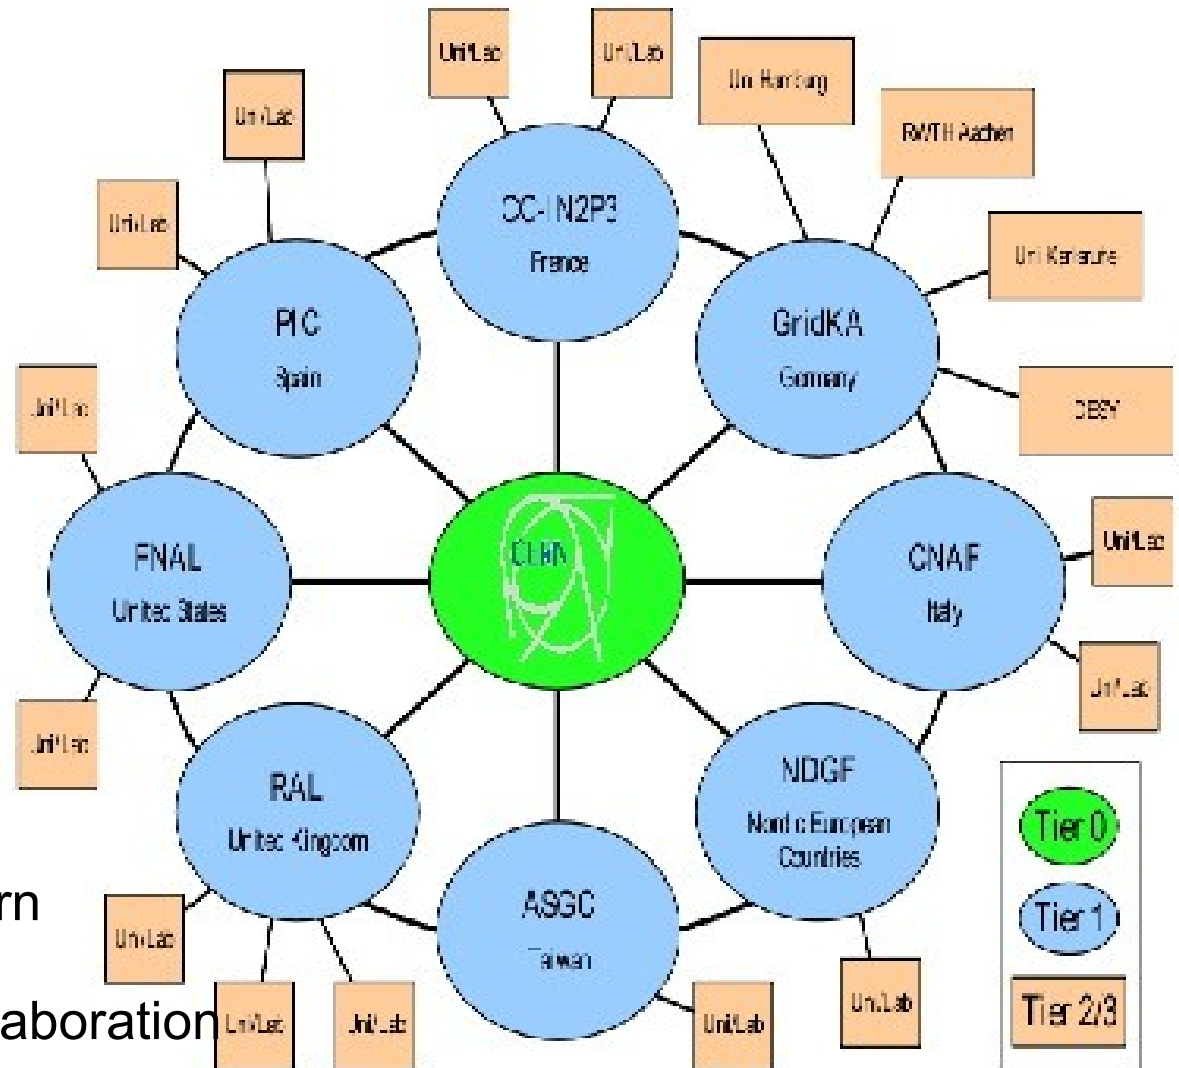 Uni/Lab
Uni/Lab
Uni Hamburg
Uni/Lab
RWTH Aachen
Uni/Lab
CC-IN2P3
France
Uni Karlsruhe
PIC
Spain
GridKA
Germany
Uni/Lab
DESY
CERN
FNAL
United States
CNAF
Italy
Uni/Lab
Uni/Lab
Uni/Lab
RAL
United Kingdom
NDGF
Nordic European
Countries
Tier 0
rn
ASGC
Taiwan
Tier 1
Uni/Lab
aboration
Uni/Lab
Uni/Lab
Uni/Lab
Uni/Lab
Tier 2/3